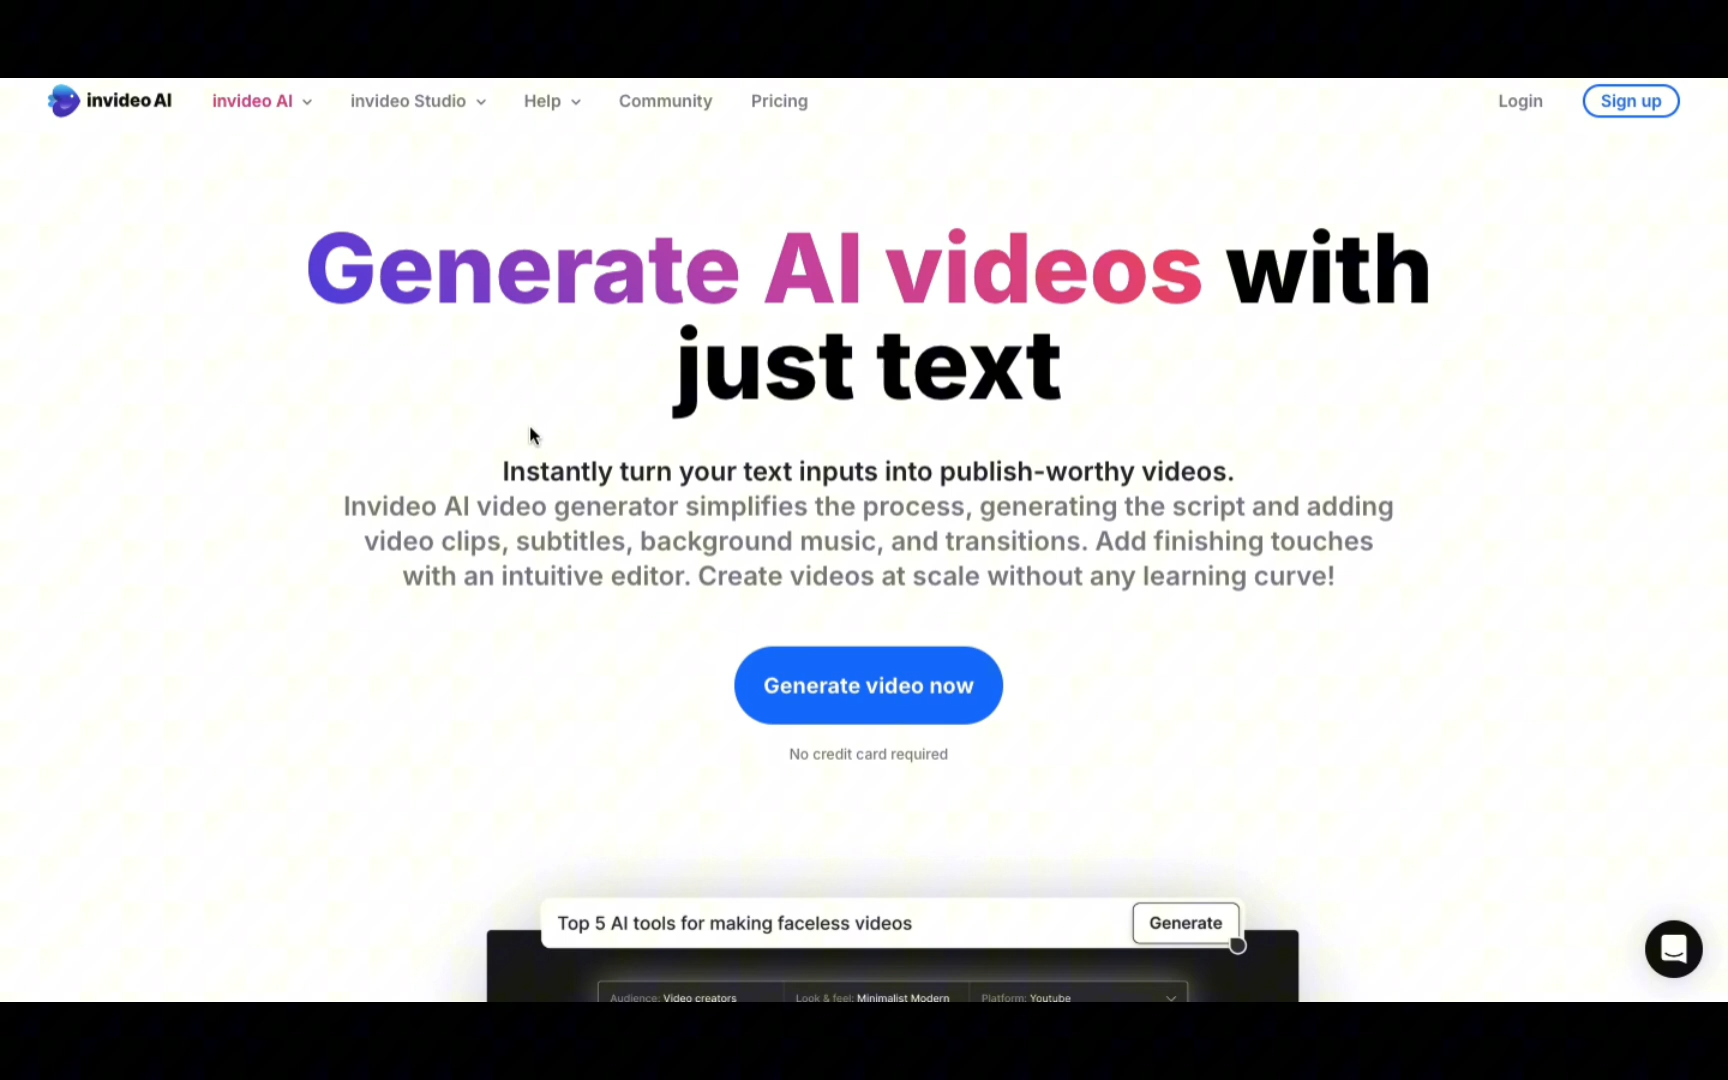 invideo AI
invideo AI
invideo Studio
Help
Community
Pricing
Login
Sign up
Generate AI videos with
just text
Instantly turn your text inputs into publish-worthy videos.
Invideo AI video generator simplifies the process, generating the script and adding
video clips, subtitles, background music, and transitions. Add finishing touches
with an intuitive editor. Create videos at scale without any learning curve!
Generate video now
No credit card required
Top 5 AI tools for making faceless videos
Generate
Audience: Video creators
Look & feel: Minimalist Modern
Platform: Youtube